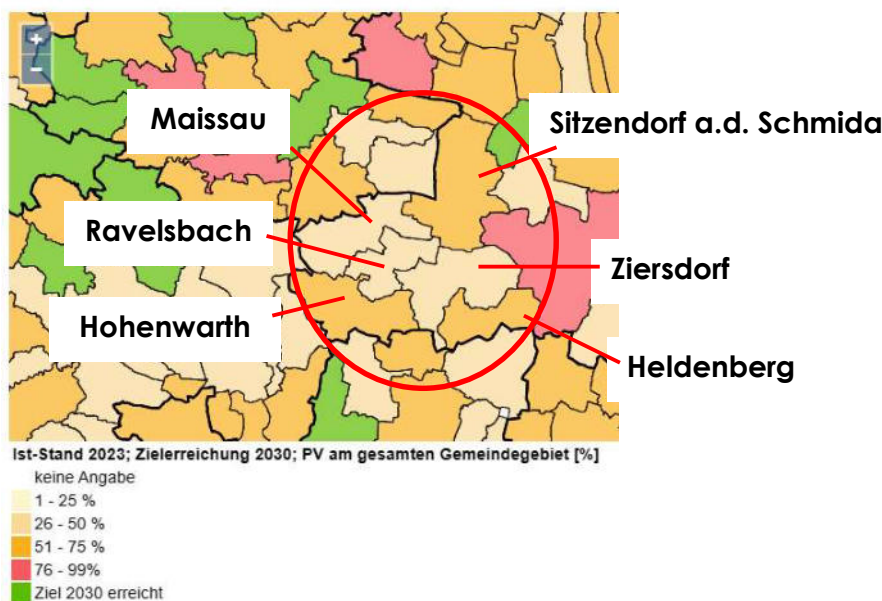 +
−
Maissau
Sitzendorf a.d. Schmida
Ravelsbach
Ziersdorf
Hohenwarth
Heldenberg
Ist-Stand 2023; Zielerreichung 2030; PV am gesamten Gemeindegebiet [%]
keine Angabe
1 - 25 %
26 - 50 %
51 - 75 %
76 - 99%
Ziel 2030 erreicht